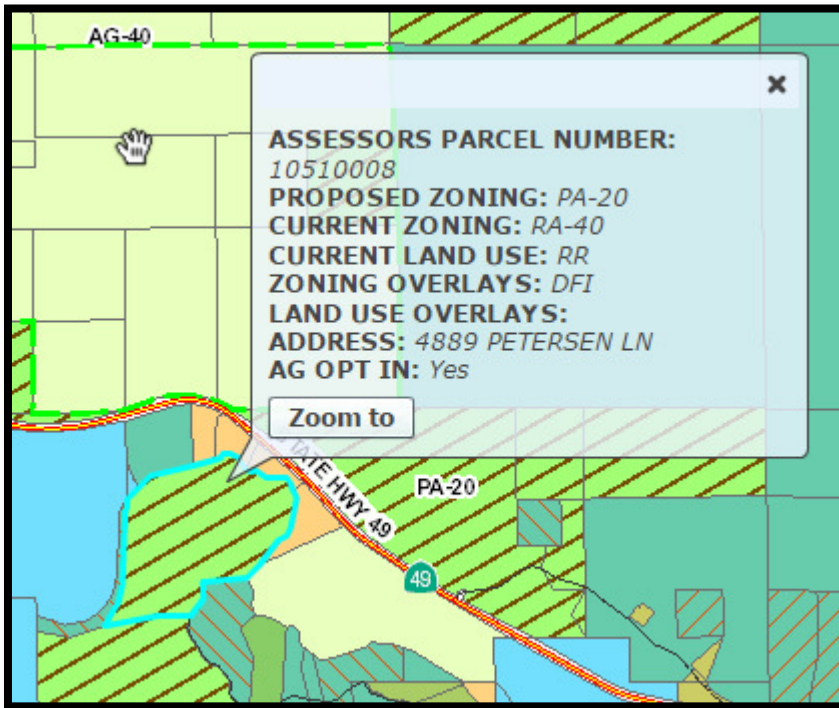 AG-40
ASSESSORS PARCEL NUMBER:
10510008
PROPOSED ZONING: PA-20
CURRENT ZONING: RA-40
CURRENT LAND USE: RR
ZONING OVERLAYS: DFI
LAND USE OVERLAYS:
ADDRESS: 4889 PETERSEN LN
AG OPT IN: Yes
Zoom to
TATE HWY 49
PA-20
49